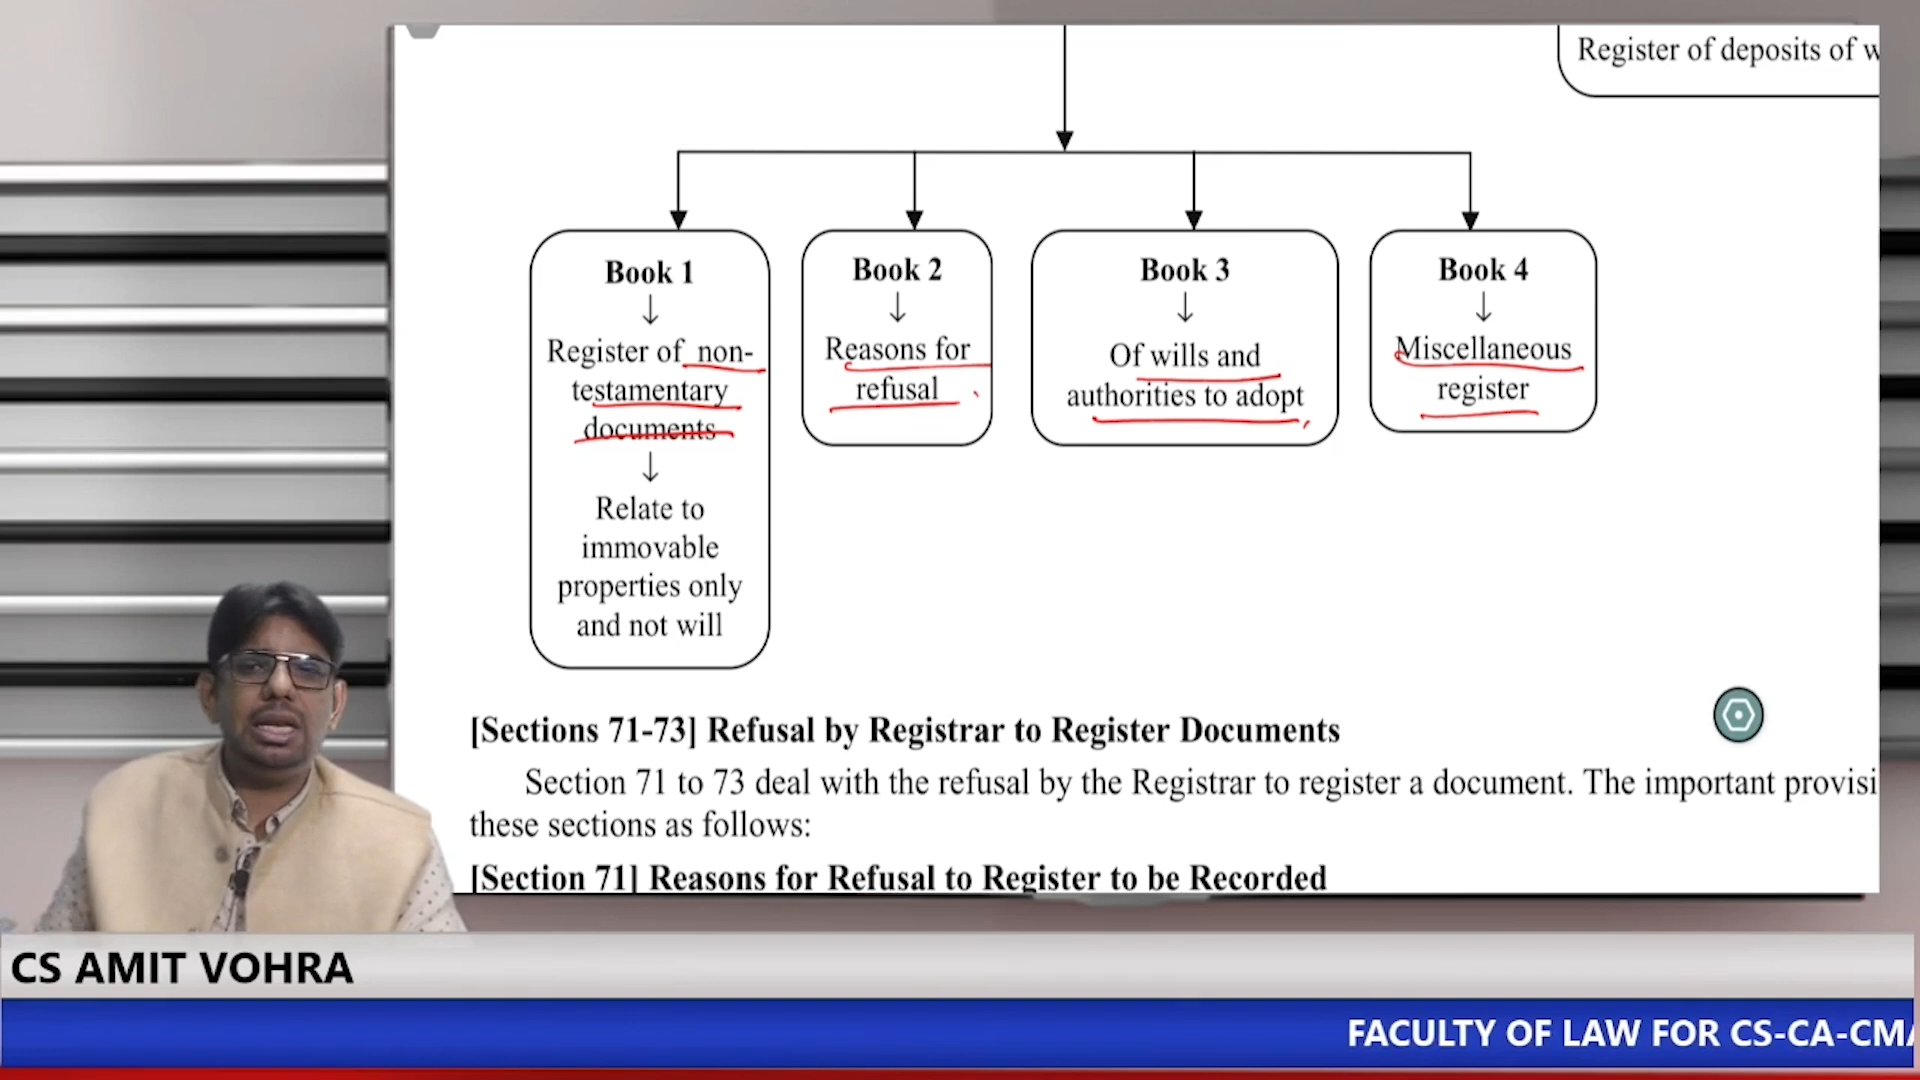 Register of deposits of w
Book 1
↓
Register of non-
testamentary
documents
↓
Relate to
immovable
properties only
and not will
Book 2
↓
Reasons for
refusal
Book 3
↓
Of wills and
authorities to adopt
Book 4
↓
Miscellaneous
register
[Sections 71-73] Refusal by Registrar to Register Documents
Section 71 to 73 deal with the refusal by the Registrar to register a document. The important provisi
these sections as follows:
[Section 71] Reasons for Refusal to Register to be Recorded
CS AMIT VOHRA
FACULTY OF LAW FOR CS-CA-CMA